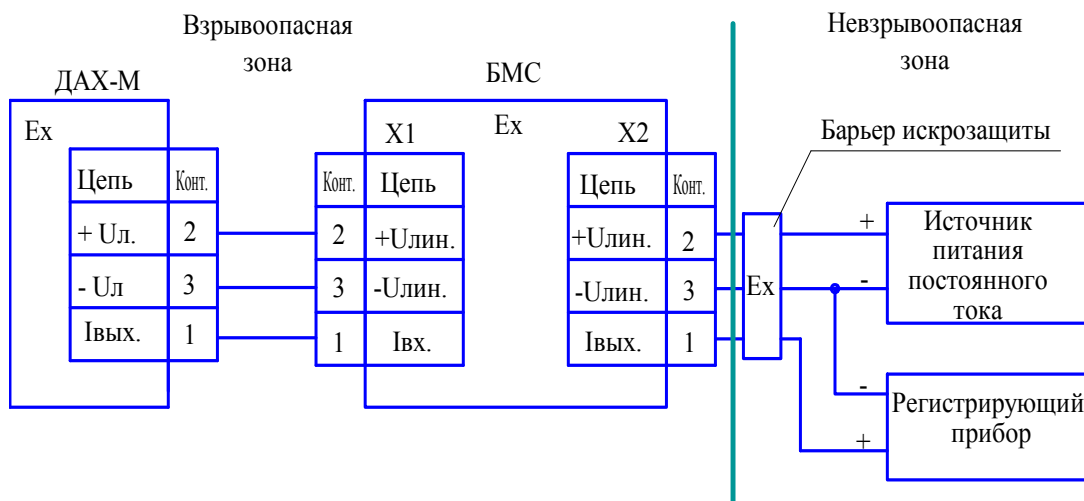 Взрывоопасная
зона
Невзрывоопасная
зона
ДАХ-М
БМС
Барьер искрозащиты
Ex
X1
Ex
X2
Цепь
Конт.
+ Uл.
2
- Uл
3
Iвых.
1
Конт.
Цепь
2
+Uлин.
3
-Uлин.
1
Iвх.
Цепь
Конт.
+Uлин.
2
-Uлин.
3
Iвых.
1
Ex
+
-
Источник
питания
постоянного
тока
-
+
Регистрирующий
прибор